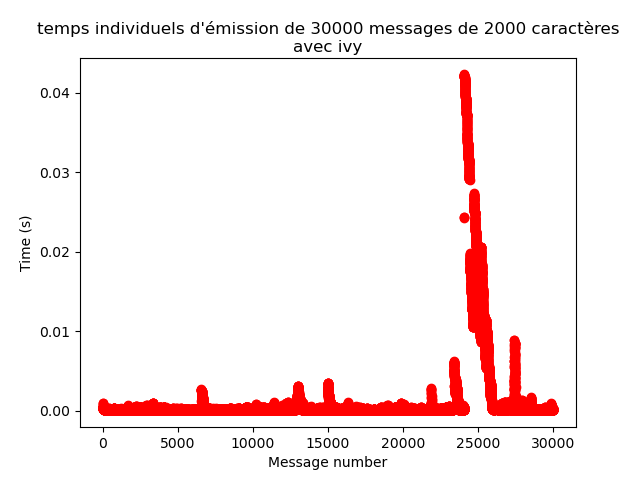 temps individuels d'émission de 30000 messages de 2000 caractères
avec ivy
0.04
0.03
0.02
0.01
0.00
Time (s)
0 5000 10000 15000 20000 25000 30000
Message number